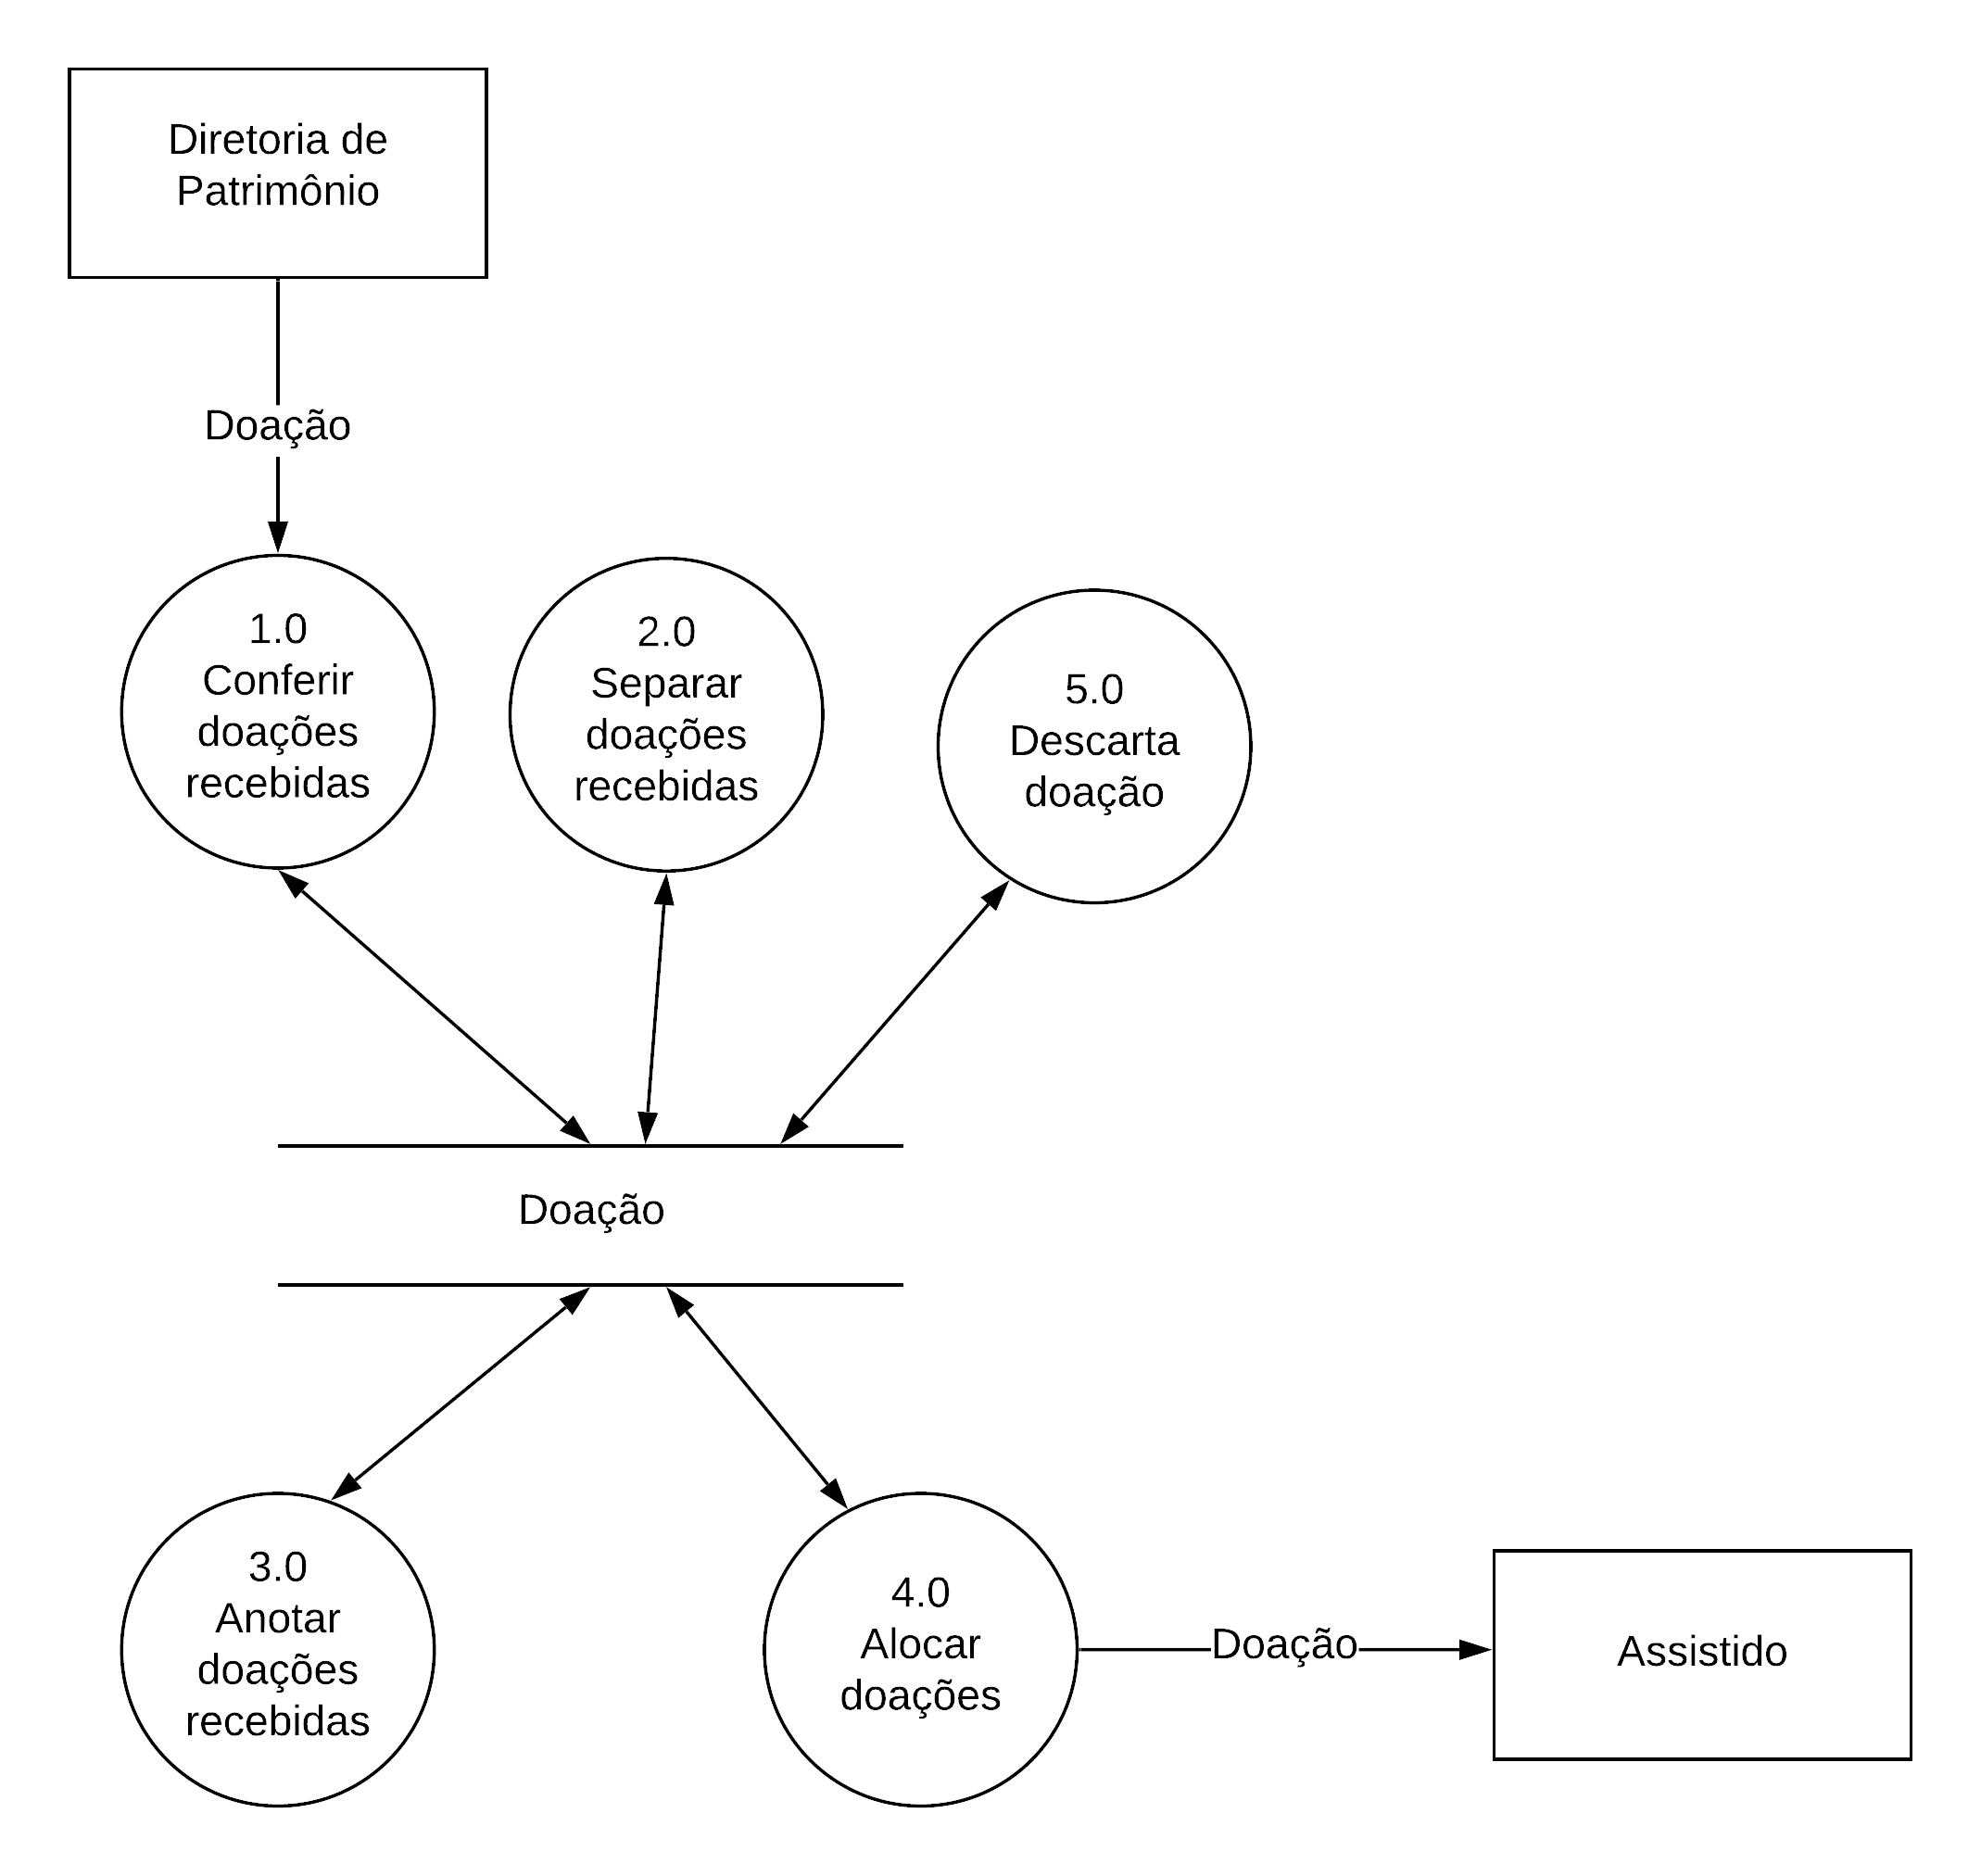 Diretoria de
Patrimônio
Doação
1.0
Conferir
doações
recebidas
2.0
Separar
doações
recebidas
5.0
Descarta
doação
Doação
3.0
Anotar
doações
recebidas
4.0
Alocar
doações
Doação
Assistido